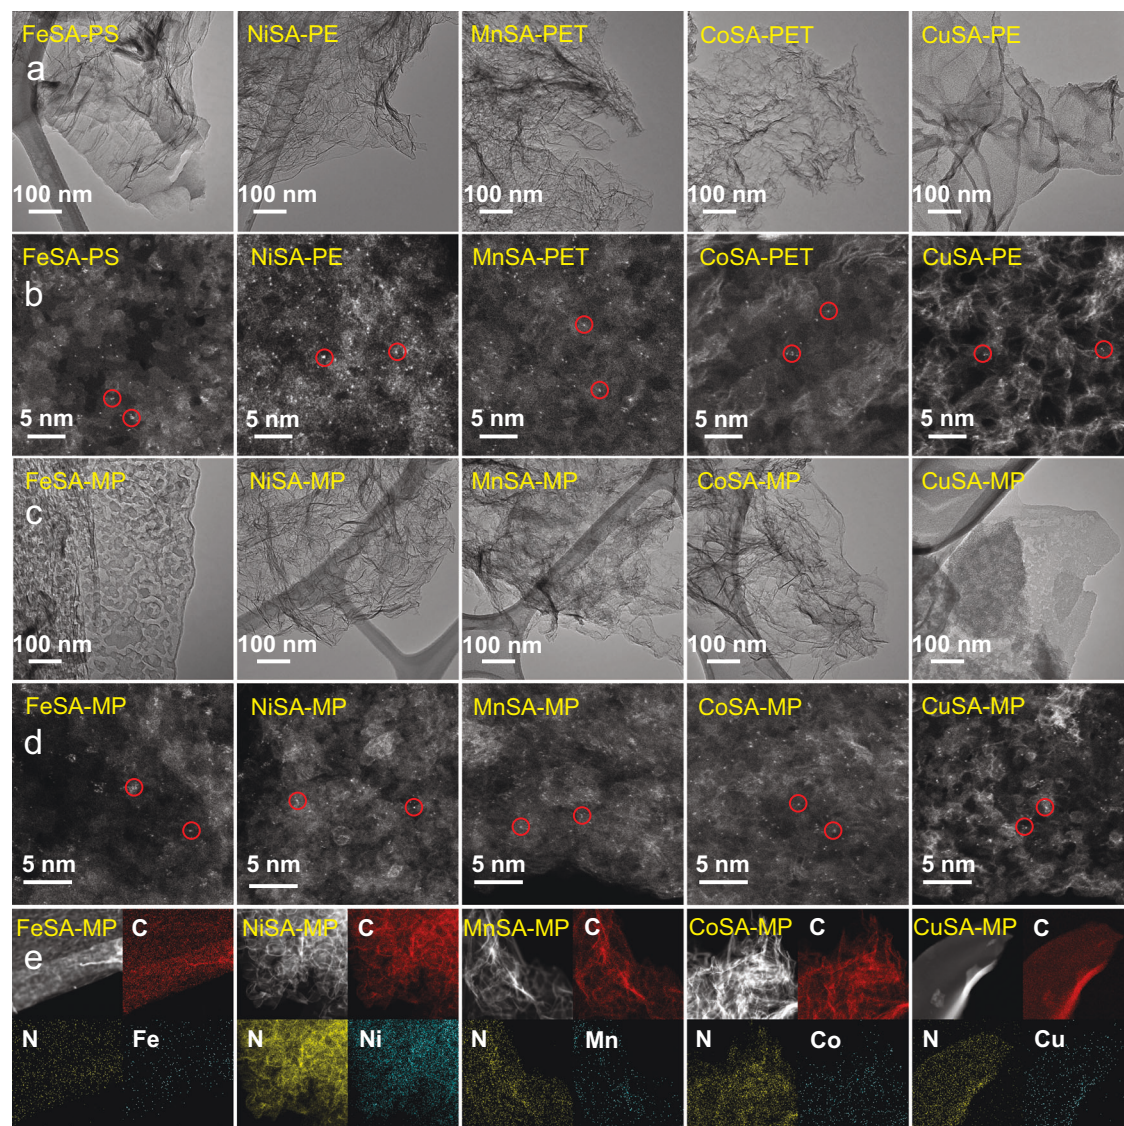 FeSA-PS NiSA-PE MnSA-PET CoSA-PET CuSA-PE
a
100 nm 100 nm 100 nm 100 nm 100 nm
FeSA-PS NiSA-PE MnSA-PET CoSA-PET CuSA-PE
b
5 nm 5 nm 5 nm 5 nm 5 nm
FeSA-MP NiSA-MP MnSA-MP CoSA-MP CuSA-MP
c
100 nm 100 nm 100 nm 100 nm 100 nm
FeSA-MP NiSA-MP MnSA-MP CoSA-MP CuSA-MP
d
5 nm 5 nm 5 nm 5 nm 5 nm
FeSA-MP C NiSA-MP C MnSA-MP C CoSA-MP C CuSA-MP C
e
N Fe N Ni N Mn N Co N Cu